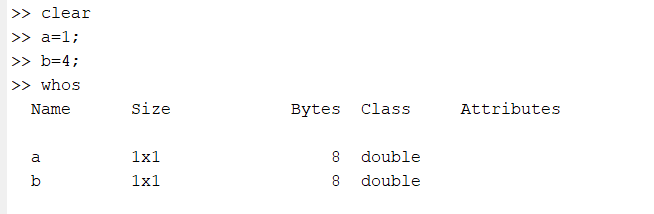 >> clear
>> a=1;
>> b=4;
>> whos
  Name      Size            Bytes  Class     Attributes

  a         1x1                 8  double
  b         1x1                 8  double